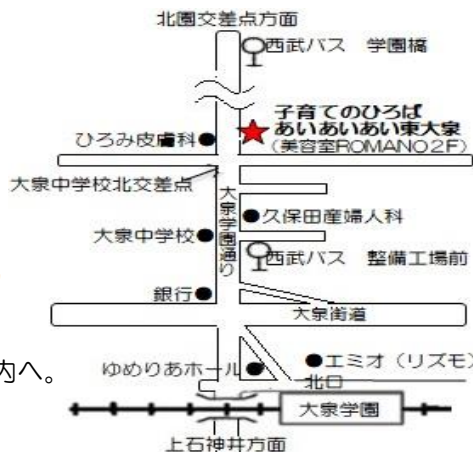 北園交差点方面
西武バス 学園橋
子育てのひろば
あいあいあい東大泉
(美容室ROMANO2F)
ひろみ皮膚科
大泉中学校北交差点
大泉学園通り
久保田産婦人科
大泉中学校
西武バス 整備工場前
銀行
大泉街道
内へ。
ゆめりあホール
エミオ(リズモ)
北口
大泉学園
上石神井方面